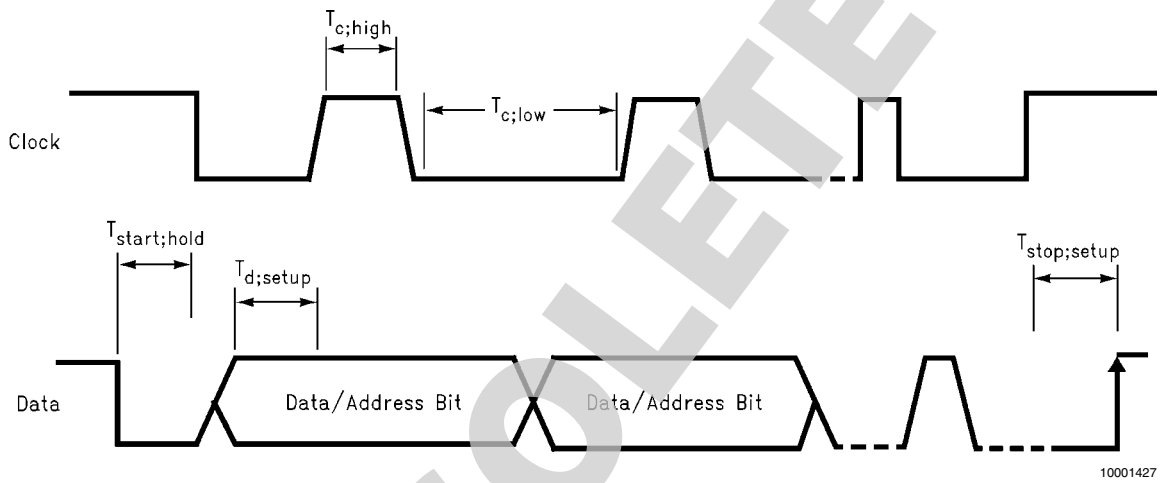 T_c;high
T_c;low
Clock
T_start;hold
T_d;setup
T_stop;setup
Data
Data/Address Bit
Data/Address Bit
10001427
OLETE